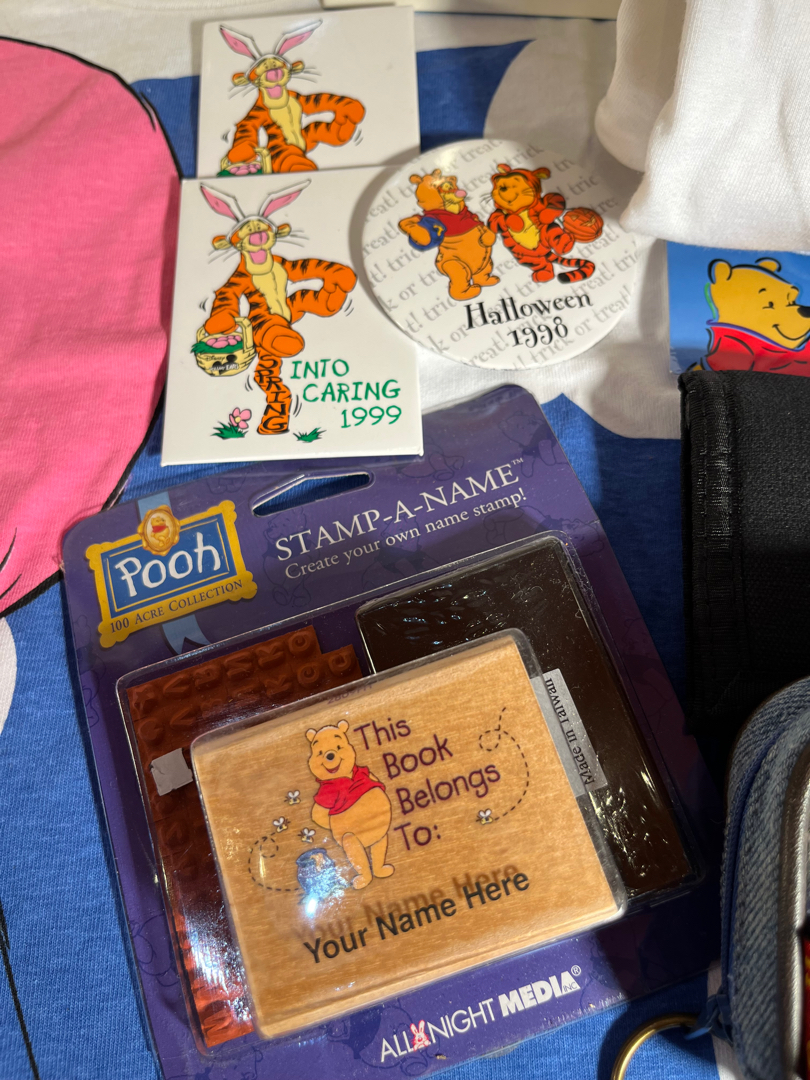 SPRING
INTO
CARING
1999
Halloween
1998
Pooh
100 ACRE COLLECTION
STAMP-A-NAME™
Create your own name stamp!
Made In Taiwan
This
Book
Belongs
To:
Your Name Here
ALL NIGHT MEDIA® INC.